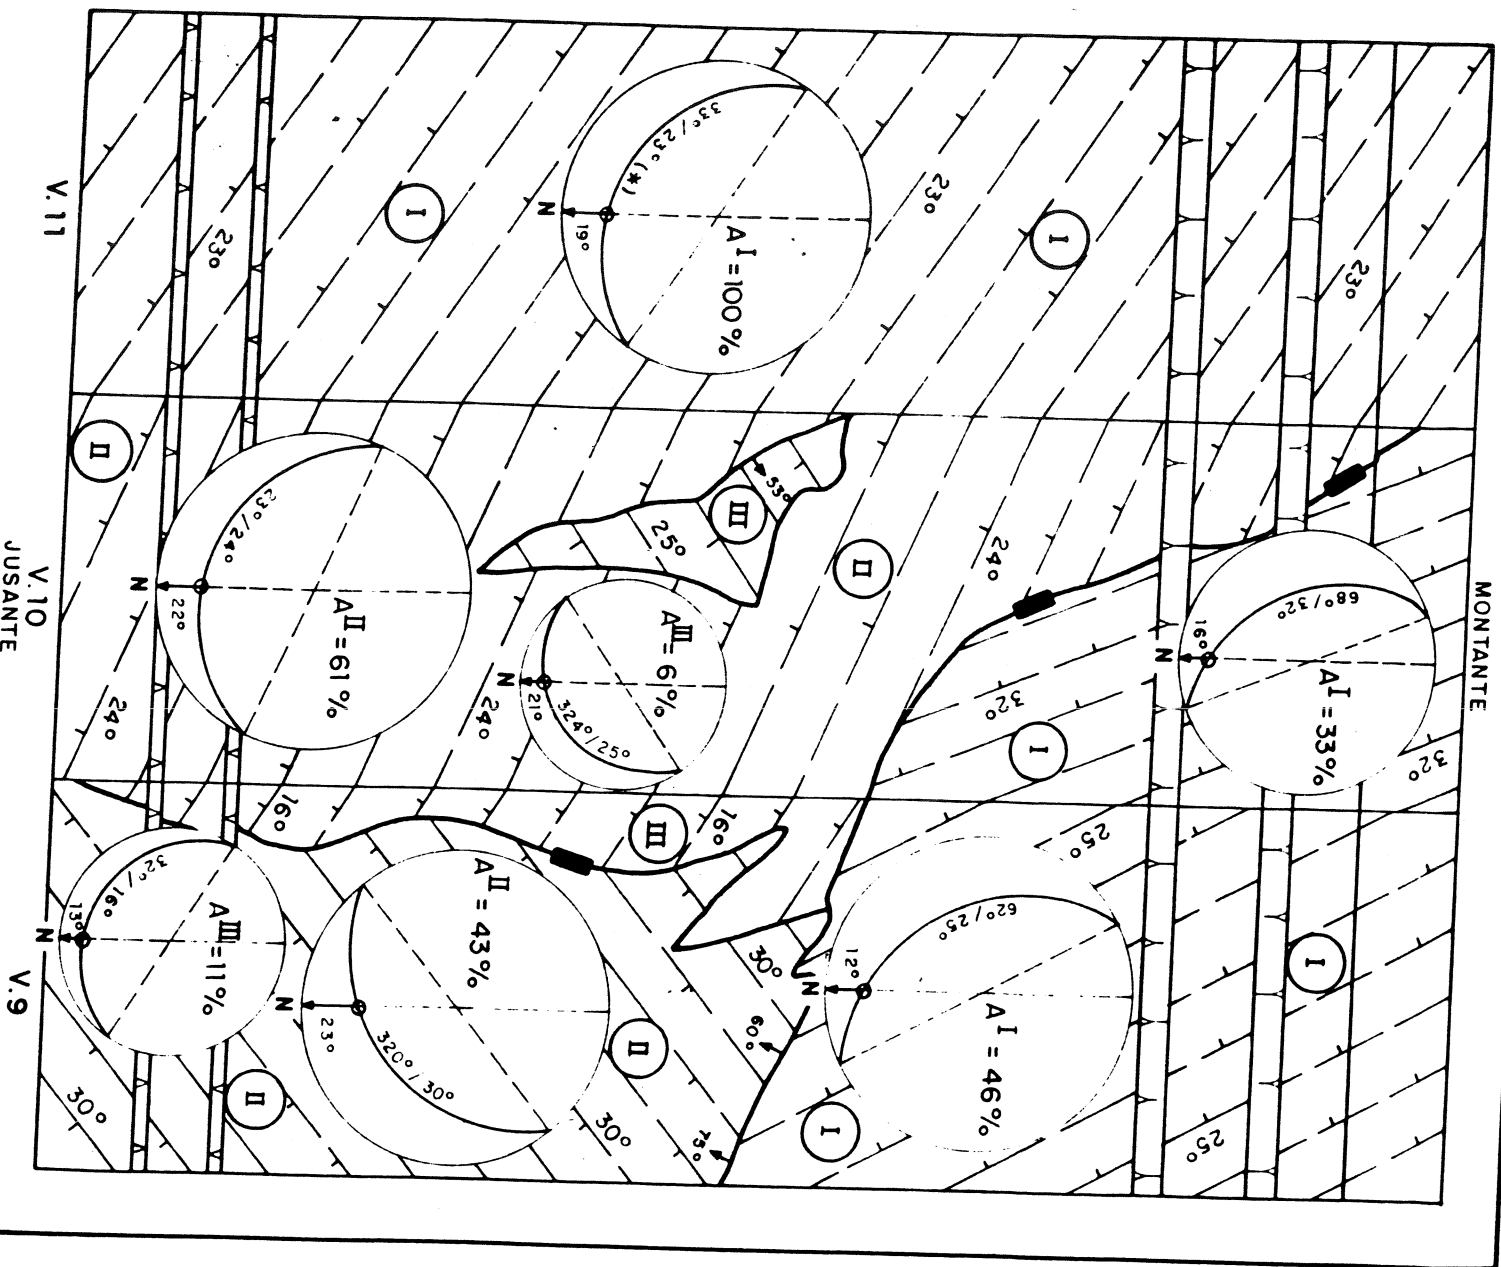 MONTANTE
23°
I
68°/32°
16°
N
A I = 33%
32°
I
23°
33°/23°(*)
N
19°
A I = 100%
I
23°
V.11
24°
32°
I
II
53°
III
25°
A III = 6%
N
21°
324°/25°
24°
23°/24°
N
22°
A II = 61%
24°
II
V.10
JUSANTE
25°
I
62°/25°
12°
N
A I = 46%
25°
I
16°
III
30°
60°
75°
II
30°
16°
A II = 43%
N
23°
320°/30°
32°/16°
13°
N
A III = 11%
II
30°
V.9